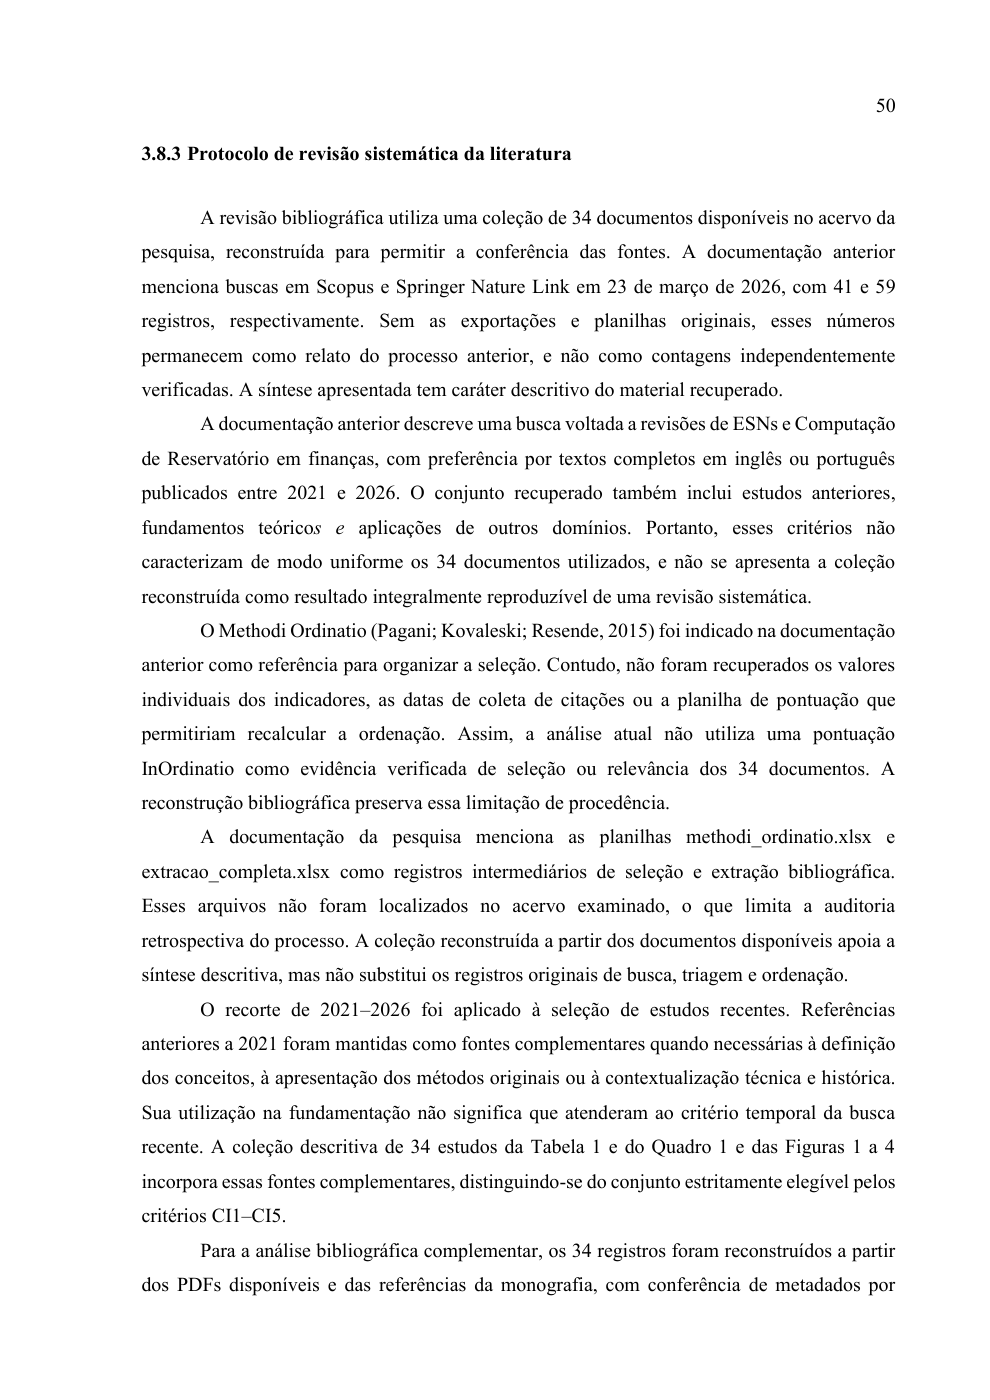 50
3.8.3 Protocolo de revisão sistemática da literatura
A revisão bibliográfica utiliza uma coleção de 34 documentos disponíveis no acervo da
pesquisa, reconstruída para permitir a conferência das fontes. A documentação anterior
menciona buscas em Scopus e Springer Nature Link em 23 de março de 2026, com 41 e 59
registros, respectivamente. Sem as exportações e planilhas originais, esses números
permanecem como relato do processo anterior, e não como contagens independentemente
verificadas. A síntese apresentada tem caráter descritivo do material recuperado.
A documentação anterior descreve uma busca voltada a revisões de ESNs e Computação
de Reservatório em finanças, com preferência por textos completos em inglês ou português
publicados entre 2021 e 2026. O conjunto recuperado também inclui estudos anteriores,
fundamentos teóricos e aplicações de outros domínios. Portanto, esses critérios não
caracterizam de modo uniforme os 34 documentos utilizados, e não se apresenta a coleção
reconstruída como resultado integralmente reproduzível de uma revisão sistemática.
O Methodi Ordinatio (Pagani; Kovaleski; Resende, 2015) foi indicado na documentação
anterior como referência para organizar a seleção. Contudo, não foram recuperados os valores
individuais dos indicadores, as datas de coleta de citações ou a planilha de pontuação que
permitiriam recalcular a ordenação. Assim, a análise atual não utiliza uma pontuação
InOrdinatio como evidência verificada de seleção ou relevância dos 34 documentos. A
reconstrução bibliográfica preserva essa limitação de procedência.
A documentação da pesquisa menciona as planilhas methodi_ordinatio.xlsx e
extracao_completa.xlsx como registros intermediários de seleção e extração bibliográfica.
Esses arquivos não foram localizados no acervo examinado, o que limita a auditoria
retrospectiva do processo. A coleção reconstruída a partir dos documentos disponíveis apoia a
síntese descritiva, mas não substitui os registros originais de busca, triagem e ordenação.
O recorte de 2021–2026 foi aplicado à seleção de estudos recentes. Referências
anteriores a 2021 foram mantidas como fontes complementares quando necessárias à definição
dos conceitos, à apresentação dos métodos originais ou à contextualização técnica e histórica.
Sua utilização na fundamentação não significa que atenderam ao critério temporal da busca
recente. A coleção descritiva de 34 estudos da Tabela 1 e do Quadro 1 e das Figuras 1 a 4
incorpora essas fontes complementares, distinguindo-se do conjunto estritamente elegível pelos
critérios CI1–CI5.
Para a análise bibliográfica complementar, os 34 registros foram reconstruídos a partir
dos PDFs disponíveis e das referências da monografia, com conferência de metadados por